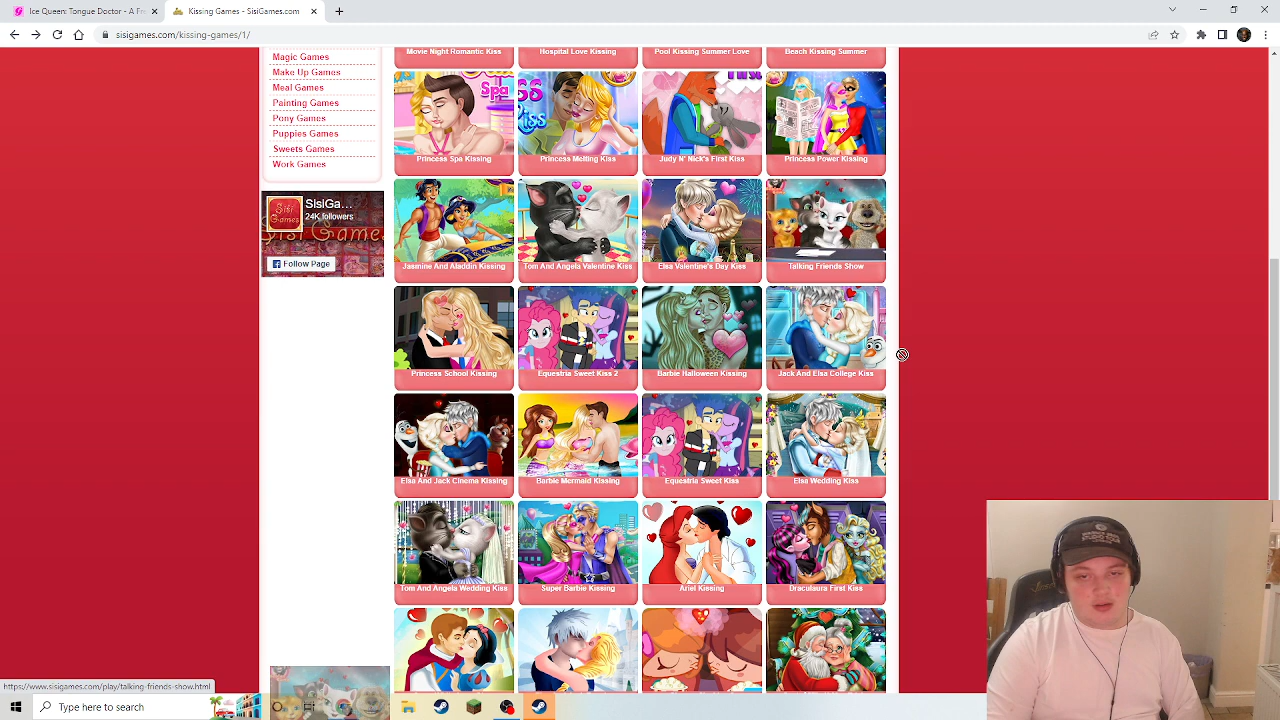 Ice Queen: Tongue Doctor - A Fr
Kissing Games - SisiGames.com
sisigames.com/kissing-games/1/
Magic Games
Make Up Games
Meal Games
Painting Games
Pony Games
Puppies Games
Sweets Games
Work Games
SisiGa...
24K followers
Follow Page
Movie Night Romantic Kiss
Hospital Love Kissing
Pool Kissing Summer Love
Beach Kissing Summer
Spa
Kiss
Princess Spa Kissing
Princess Melting Kiss
Judy N' Nick's First Kiss
Princess Power Kissing
Jasmine And Aladdin Kissing
Tom And Angela Valentine Kiss
Elsa Valentine's Day Kiss
Talking Friends Show
Princess School Kissing
Equestria Sweet Kiss 2
Barbie Halloween Kissing
Jack And Elsa College Kiss
Elsa And Jack Cinema Kissing
Barbie Mermaid Kissing
Equestria Sweet Kiss
Elsa Wedding Kiss
Tom And Angela Wedding Kiss
Super Barbie Kissing
Ariel Kissing
Draculaura First Kiss
https://www.sisigames.com/play/talking-friends-show.html
Type here to search